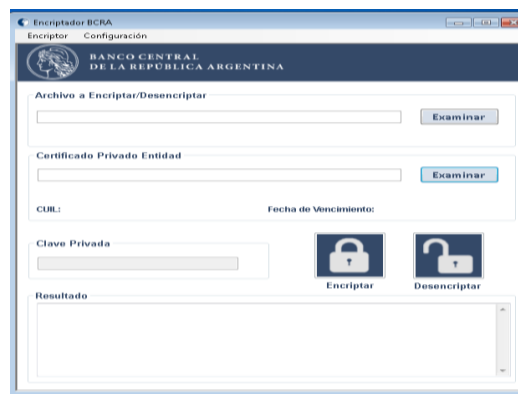 Encriptador BCRA
Encriptor Configuración
BANCO CENTRAL
DE LA REPÚBLICA ARGENTINA
Archivo a Encriptar/Desencriptar
Examinar
Certificado Privado Entidad
Examinar
CUIL: Fecha de Vencimiento:
Clave Privada
Encriptar Desencriptar
Resultado